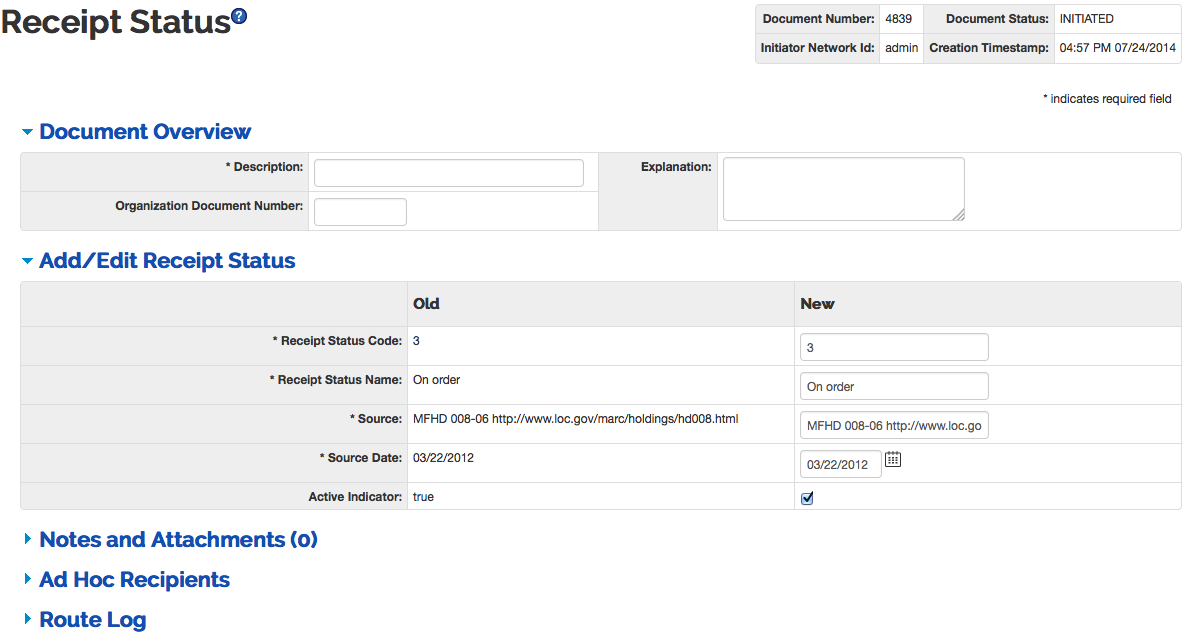 Receipt Status?
Document Number: 4839 Document Status: INITIATED
Initiator Network Id: admin Creation Timestamp: 04:57 PM 07/24/2014
* indicates required field
Document Overview
* Description: Explanation:
Organization Document Number:
Add/Edit Receipt Status
Old New
* Receipt Status Code: 3 3
* Receipt Status Name: On order On order
* Source: MFHD 008-06 http://www.loc.gov/marc/holdings/hd008.html MFHD 008-06 http://www.loc.go
* Source Date: 03/22/2012 03/22/2012
Active Indicator: true
Notes and Attachments (0)
Ad Hoc Recipients
Route Log